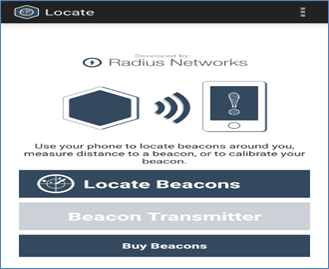 Locate
Developed by:
Radius Networks
Use your phone to locate beacons around you,
measure distance to a beacon, or to calibrate your
beacon.
Locate Beacons
Beacon Transmitter
Buy Beacons